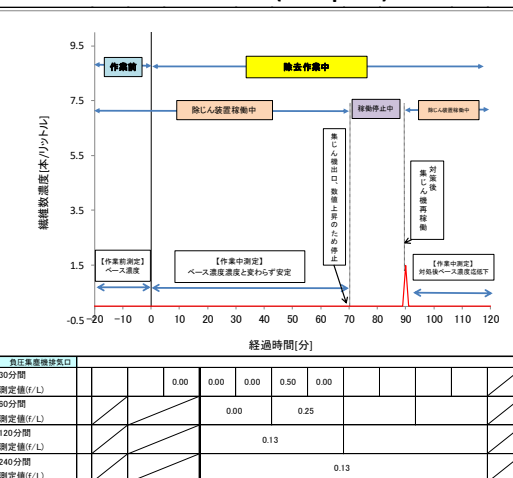 9.5
7.5
5.5
3.5
1.5
-0.5
繊維数濃度[本/リットル]
作業前
除去作業中
除じん装置稼働中
稼働停止中
除じん装置稼働中
集じん機出口、数値上昇のため停止
対策後
集じん機再稼働
【作業前測定】
ベース濃度
【作業中測定】
ベース濃度濃度と変わらず安定
【作業中測定】
対処後ベース濃度迄低下
-20 -10 0 10 20 30 40 50 60 70 80 90 100 110 120
経過時間[分]
負圧集塵機排気口
30分間
測定値(f/L)
0.00 0.00 0.00 0.50 0.00
60分間
測定値(f/L)
0.00 0.25
120分間
測定値(f/L)
0.13
240分間
測定値(f/L)
0.13